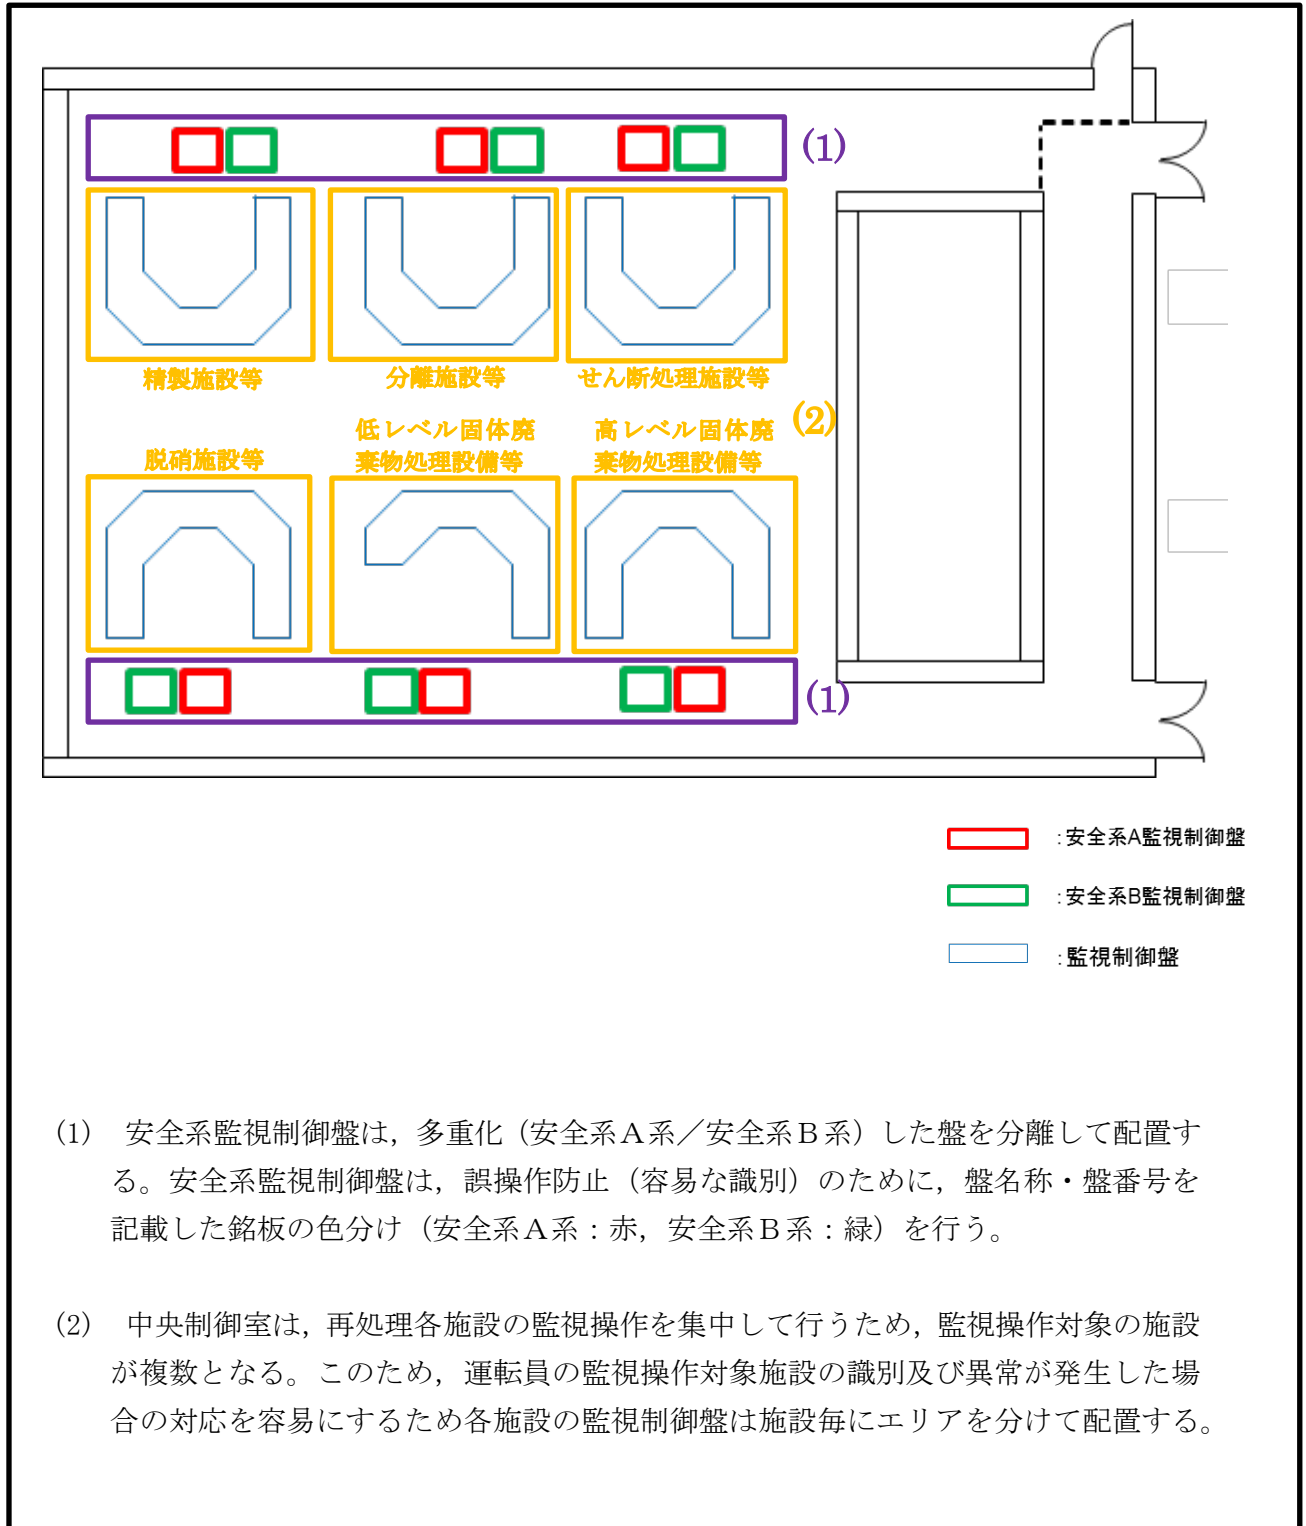 (1)
精製施設等
分離施設等
せん断処理施設等
(2)
脱硝施設等
低レベル固体廃
棄物処理設備等
高レベル固体廃
棄物処理設備等
(1)
:安全系A監視制御盤
:安全系B監視制御盤
:監視制御盤
(1) 安全系監視制御盤は，多重化（安全系Ａ系／安全系Ｂ系）した盤を分離して配置す
る。安全系監視制御盤は，誤操作防止（容易な識別）のために，盤名称・盤番号を
記載した銘板の色分け（安全系Ａ系：赤，安全系Ｂ系：緑）を行う。
(2) 中央制御室は，再処理各施設の監視操作を集中して行うため，監視操作対象の施設
が複数となる。このため，運転員の監視操作対象施設の識別及び異常が発生した場
合の対応を容易にするため各施設の監視制御盤は施設毎にエリアを分けて配置する。